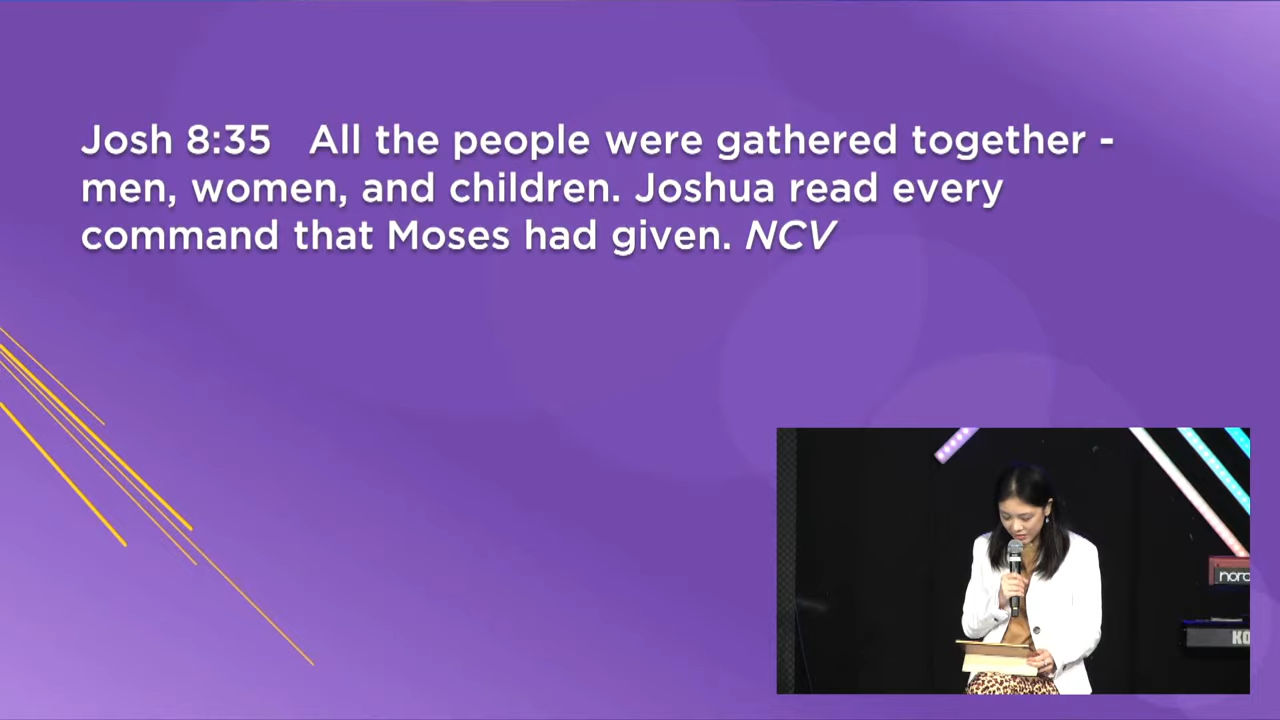 Josh 8:35 All the people were gathered together -
men, women, and children. Joshua read every
command that Moses had given. NCV
nord
KO